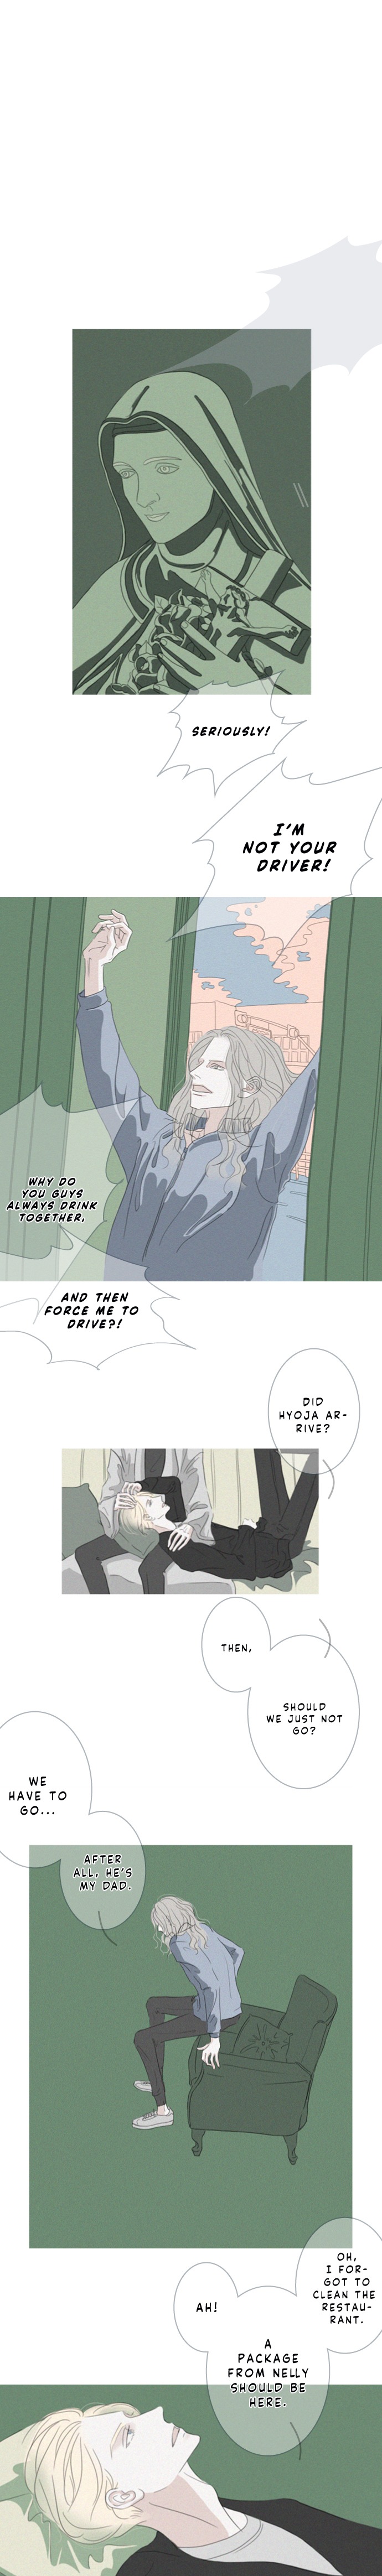 SERIOUSLY!
I'M
NOT YOUR
DRIVER!
WHY DO
YOU GUYS
ALWAYS DRINK
TOGETHER,
AND THEN
FORCE ME TO
DRIVE?!
DID
HYOJA AR-
RIVE?
THEN,
SHOULD
WE JUST NOT
GO?
WE
HAVE TO
GO...
AFTER
ALL, HE'S
MY DAD.
OH,
I FOR-
GOT TO
CLEAN THE
RESTAU-
RANT.
AH!
A
PACKAGE
FROM NELLY
SHOULD BE
HERE.